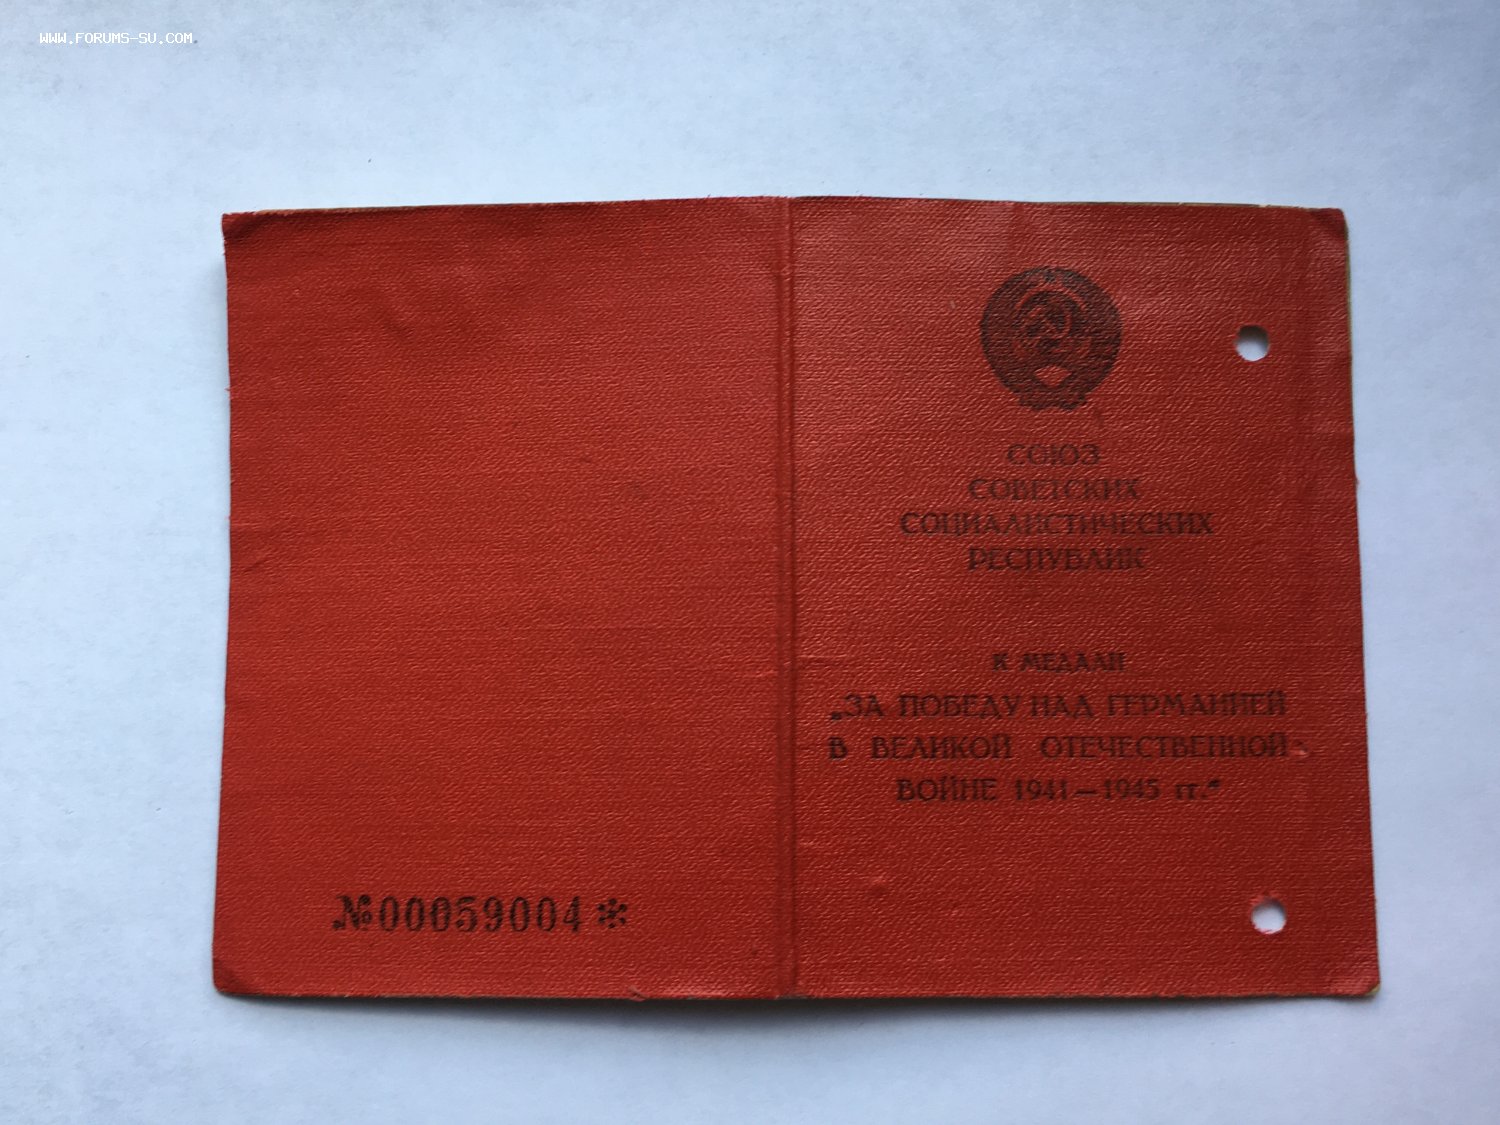 WWW.FORUMS-SU.COM
СОЮЗ
СОВЕТСКИХ
СОЦИАЛИСТИЧЕСКИХ
РЕСПУБЛИК
К МЕДАЛИ
„ЗА ПОБЕДУ НАД ГЕРМАНИЕЙ
В ВЕЛИКОЙ ОТЕЧЕСТВЕННОЙ
ВОЙНЕ 1941—1945 гг.“
№00059004*